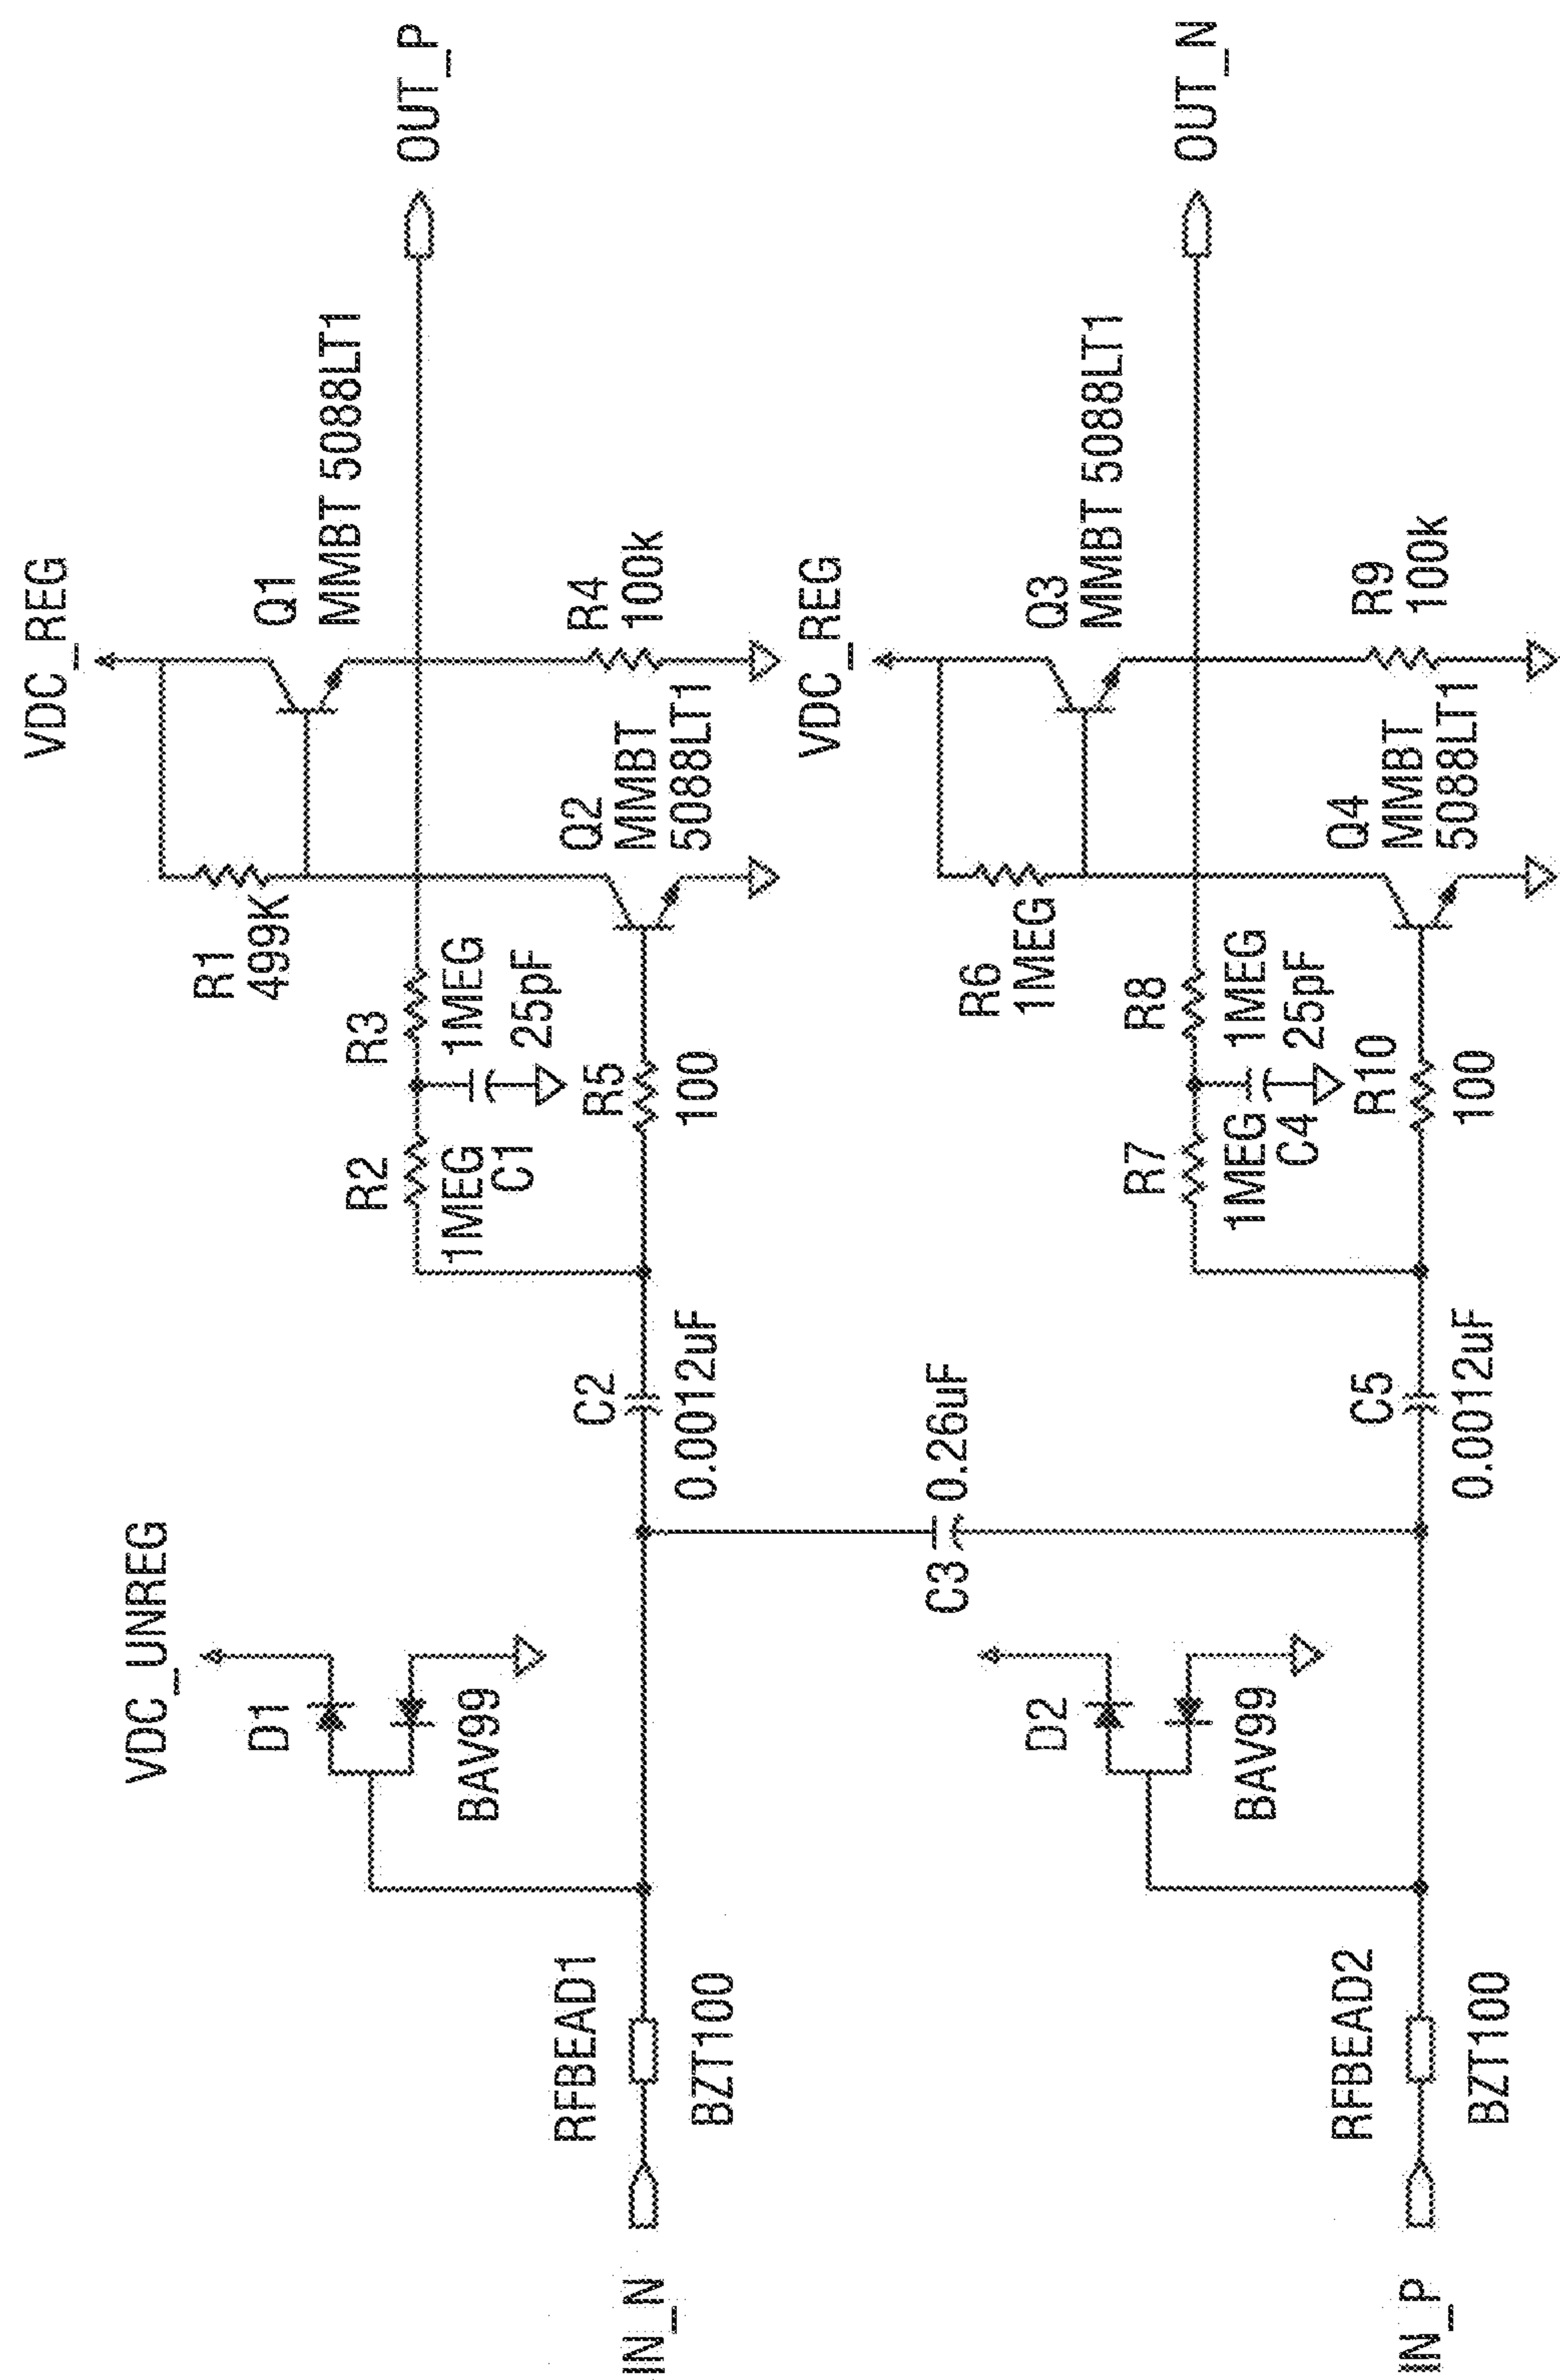 VDC_UNREG
VDC_REG
D1
BAV99
R1
499K
Q1
MMBT 5088LT1
R2
1MEG
C1
R3
1MEG
25pF
OUT_P
RFBEAD1
IN_N
BZT100
C2
0.0012uF
R5
100
Q2
MMBT
5088LT1
R4
100k
VDC_REG
C3
0.26uF
D2
BAV99
R6
1MEG
Q3
MMBT 5088LT1
R7
1MEG
C4
R8
1MEG
25pF
OUT_N
RFBEAD2
IN_P
BZT100
C5
0.0012uF
R10
100
Q4
MMBT
5088LT1
R9
100k